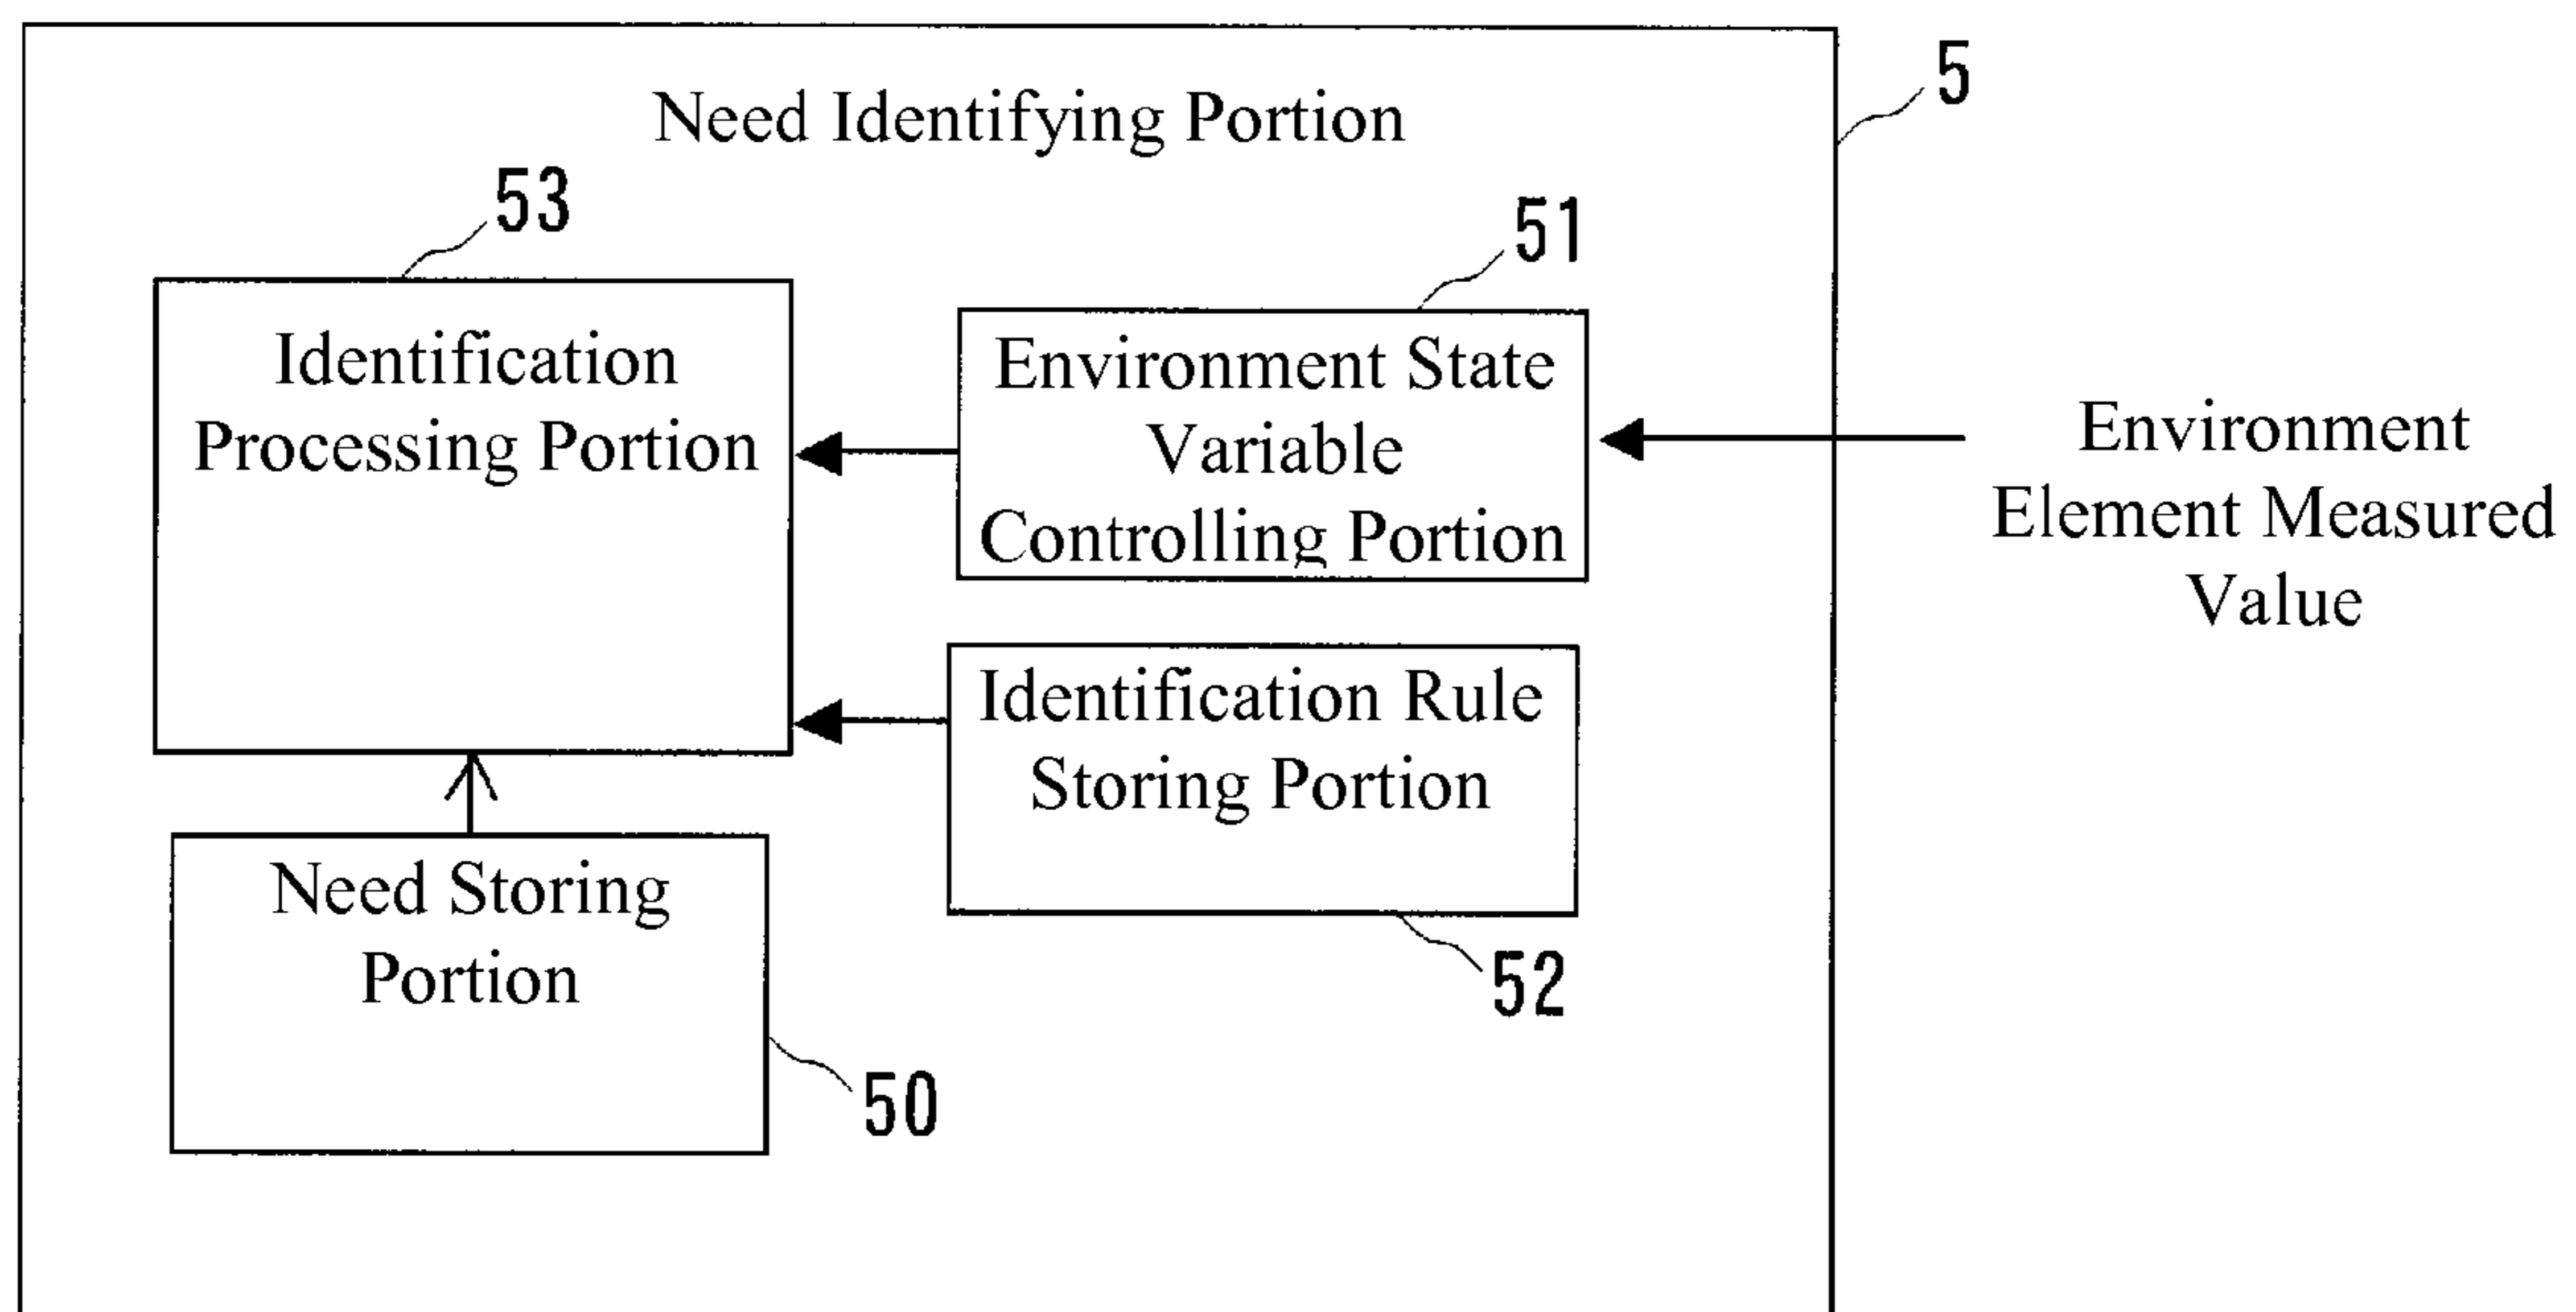 5
Need Identifying Portion
53
51
Identification
Processing Portion
Environment State
Variable
Controlling Portion
Environment
Element Measured
Value
Identification Rule
Storing Portion
52
Need Storing
Portion
50